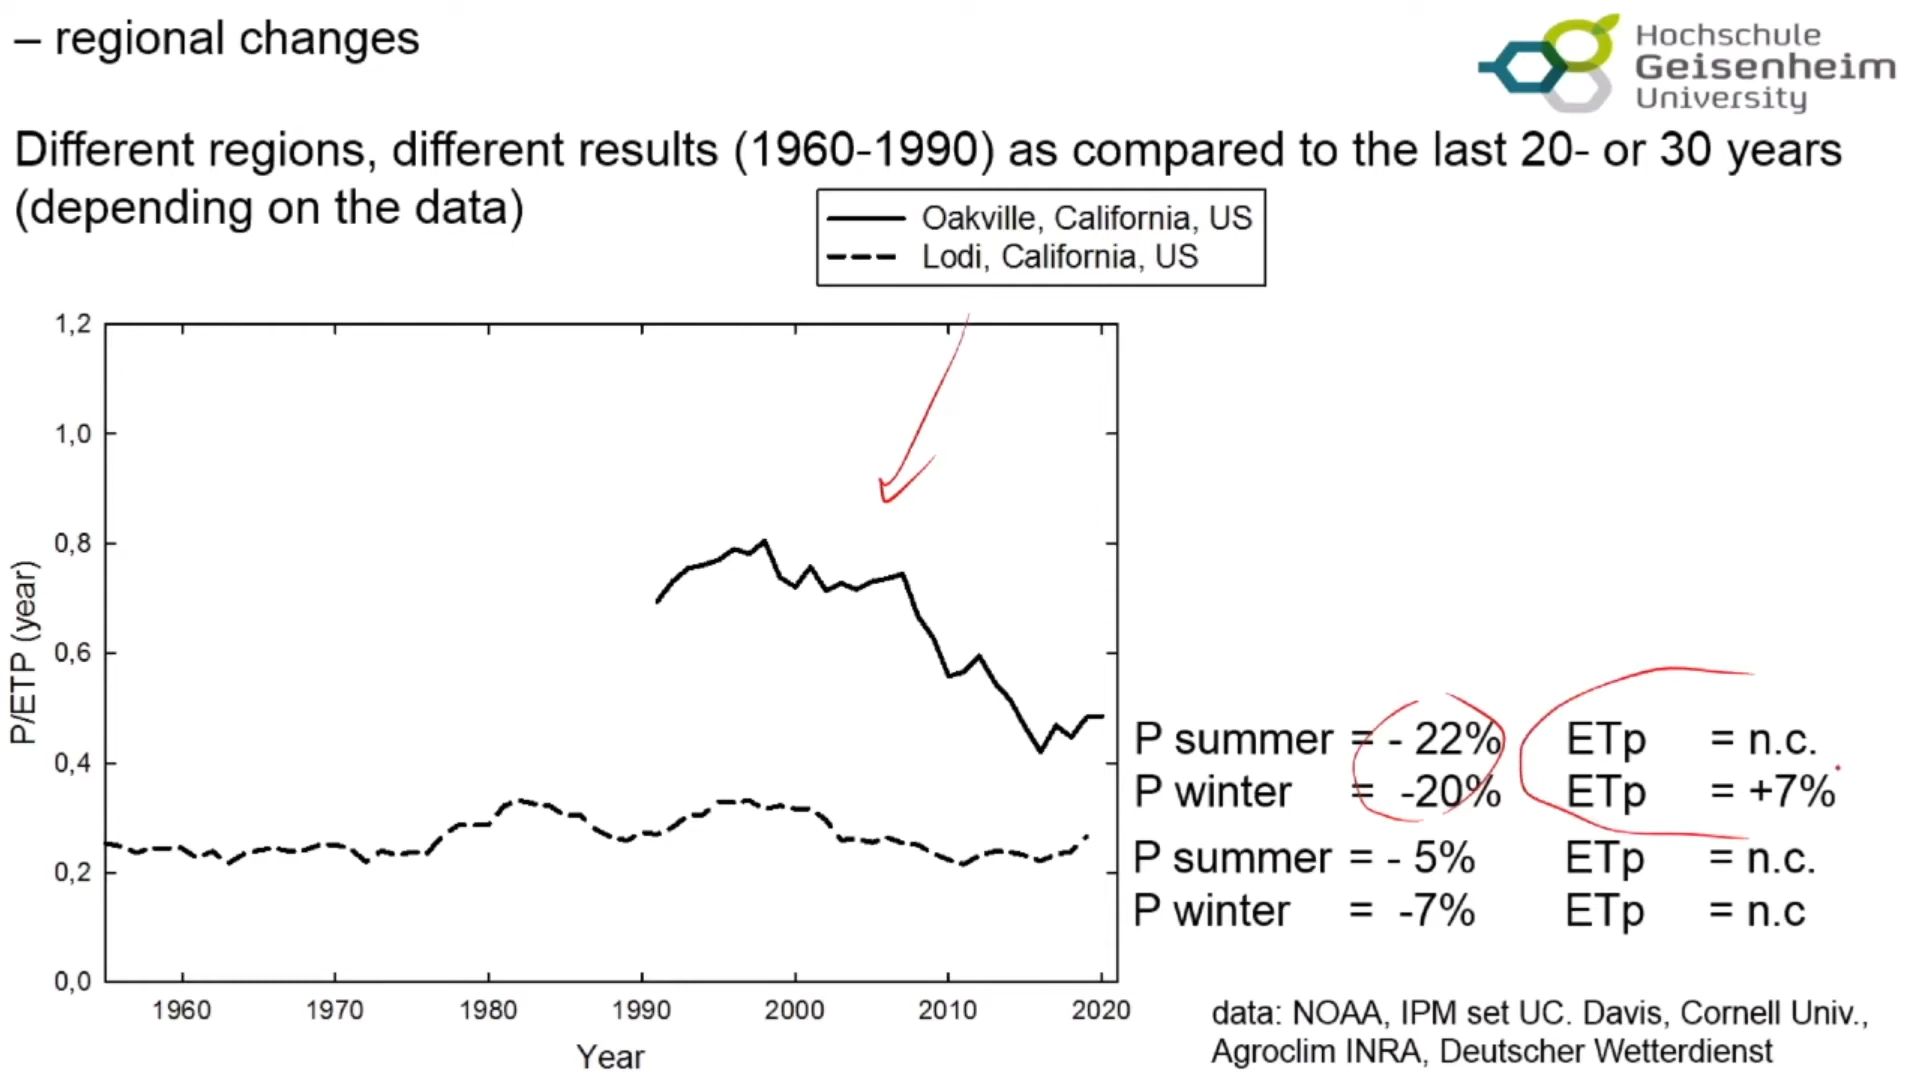 – regional changes
Hochschule
Geisenheim
University
Different regions, different results (1960-1990) as compared to the last 20- or 30 years
(depending on the data)
Oakville, California, US
Lodi, California, US
1,2
1,0
0,8
0,6
0,4
0,2
0,0
P/ETP (year)
1960 1970 1980 1990 2000 2010 2020
Year
P summer = - 22% ETp = n.c.
P winter = -20% ETp = +7%
P summer = - 5% ETp = n.c.
P winter = -7% ETp = n.c
data: NOAA, IPM set UC. Davis, Cornell Univ.,
Agroclim INRA, Deutscher Wetterdienst